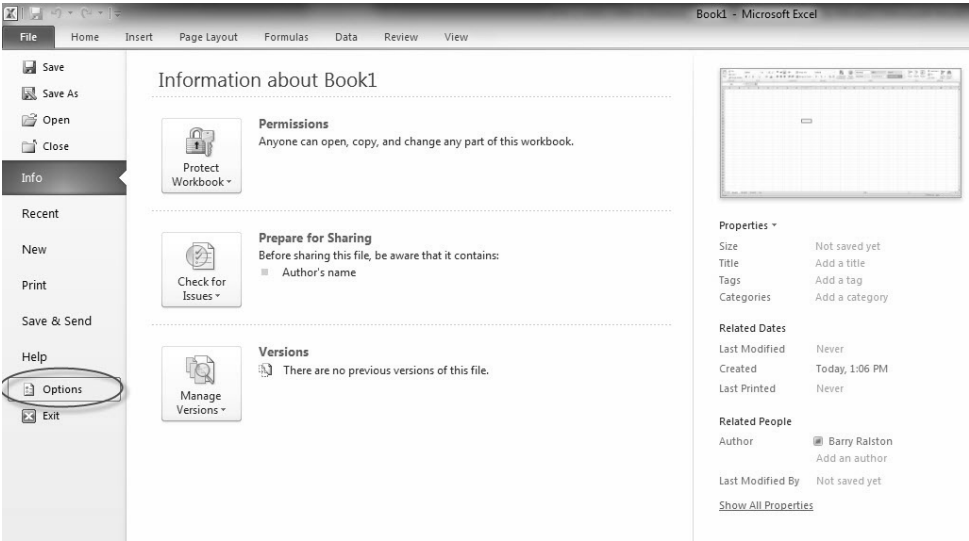 Book1 - Microsoft Excel
File Home Insert Page Layout Formulas Data Review View
Save
Save As
Open
Close
Info
Recent
New
Print
Save & Send
Help
Options
Exit
Information about Book1
Protect
Workbook
Permissions
Anyone can open, copy, and change any part of this workbook.
Check for
Issues
Prepare for Sharing
Before sharing this file, be aware that it contains:
Author's name
Manage
Versions
Versions
There are no previous versions of this file.
Properties
Size Not saved yet
Title Add a title
Tags Add a tag
Categories Add a category
Related Dates
Last Modified Never
Created Today, 1:06 PM
Last Printed Never
Related People
Author Barry Ralston
Add an author
Last Modified By Not saved yet
Show All Properties